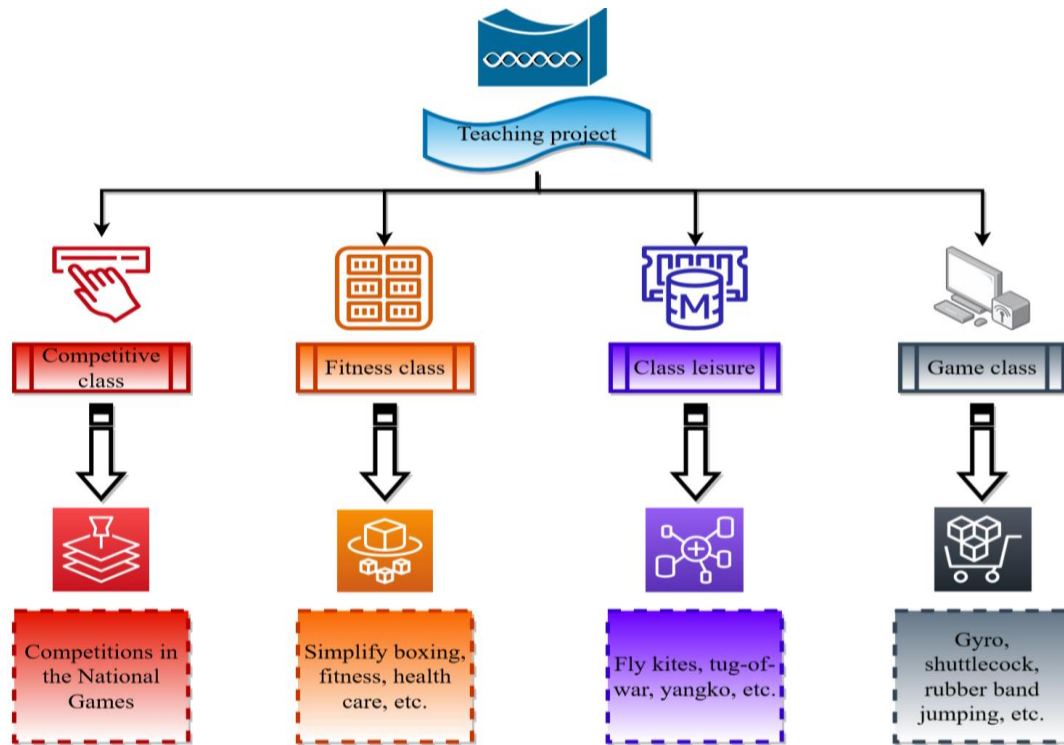 Teaching project
Competitive
class
Fitness class
M
Class leisure
Game class
Competitions in
the National
Games
Simplify boxing,
fitness, health
care, etc.
Fly kites, tug-of-
war, yangko, etc.
Gyro,
shuttlecock,
rubber band
jumping, etc.